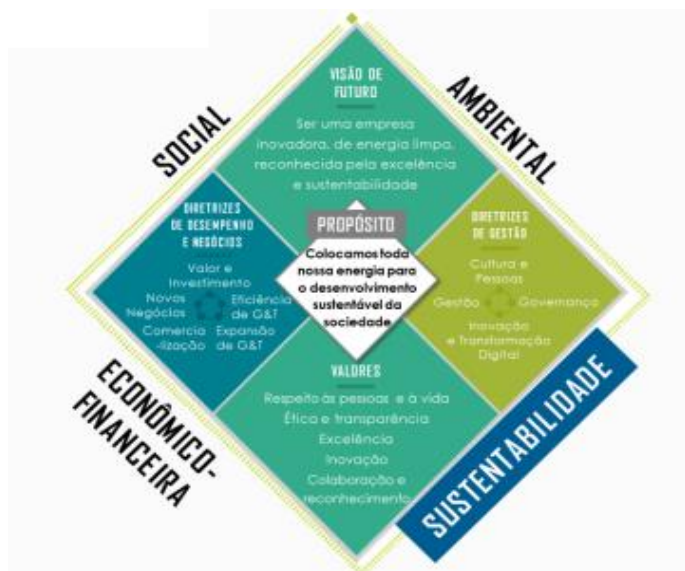 SOCIAL
AMBIENTAL
VISÃO DE
FUTURO
Ser uma empresa
inovadora, de energia limpa,
reconhecida pela excelência
e sustentabilidade
DIRETRIZES
DE DESEMPENHO
E NEGÓCIOS
Valor e
Investimento
Novos
Negócios
Eficiência
de G&T
Comercia
-lização
Expansão
de G&T
PROPÓSITO
Colocamos toda
nossa energia para
o desenvolvimento
sustentável da
sociedade
DIRETRIZES
DE GESTÃO
Cultura e
Pessoas
Gestão
Governança
Inovação
e Transformação
Digital
VALORES
Respeito às pessoas e à vida
Ética e transparência
Excelência
Inovação
Colaboração e
reconhecimento
ECONÔMICO-
FINANCEIRA
SUSTENTABILIDADE